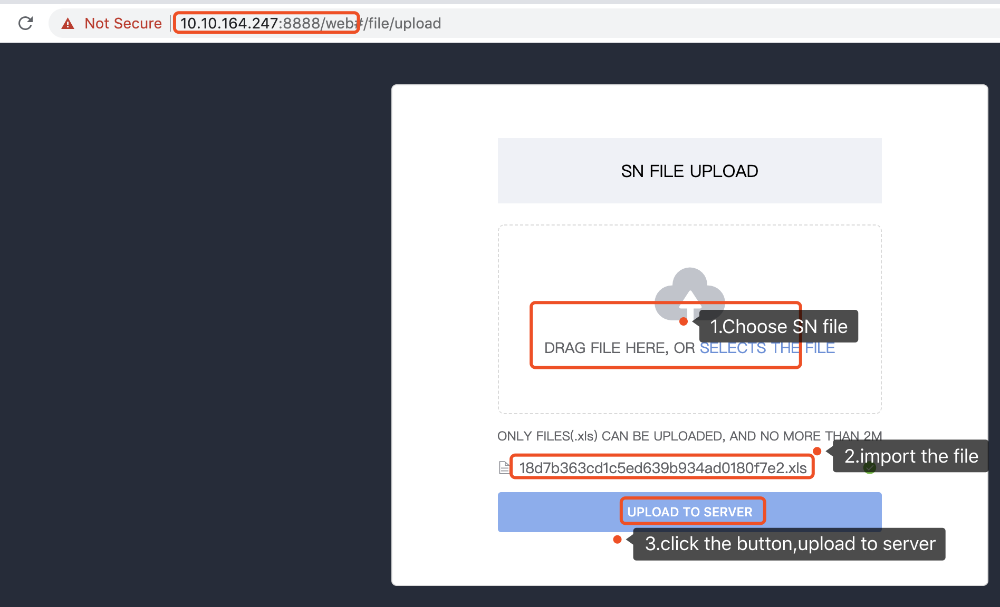 Not Secure | 10.10.164.247:8888/web#/file/upload
SN FILE UPLOAD
1.Choose SN file
DRAG FILE HERE, OR SELECTS THE FILE
ONLY FILES(.xls) CAN BE UPLOADED, AND NO MORE THAN 2M
2.import the file
18d7b363cd1c5ed639b934ad0180f7e2.xls
UPLOAD TO SERVER
3.click the button,upload to server